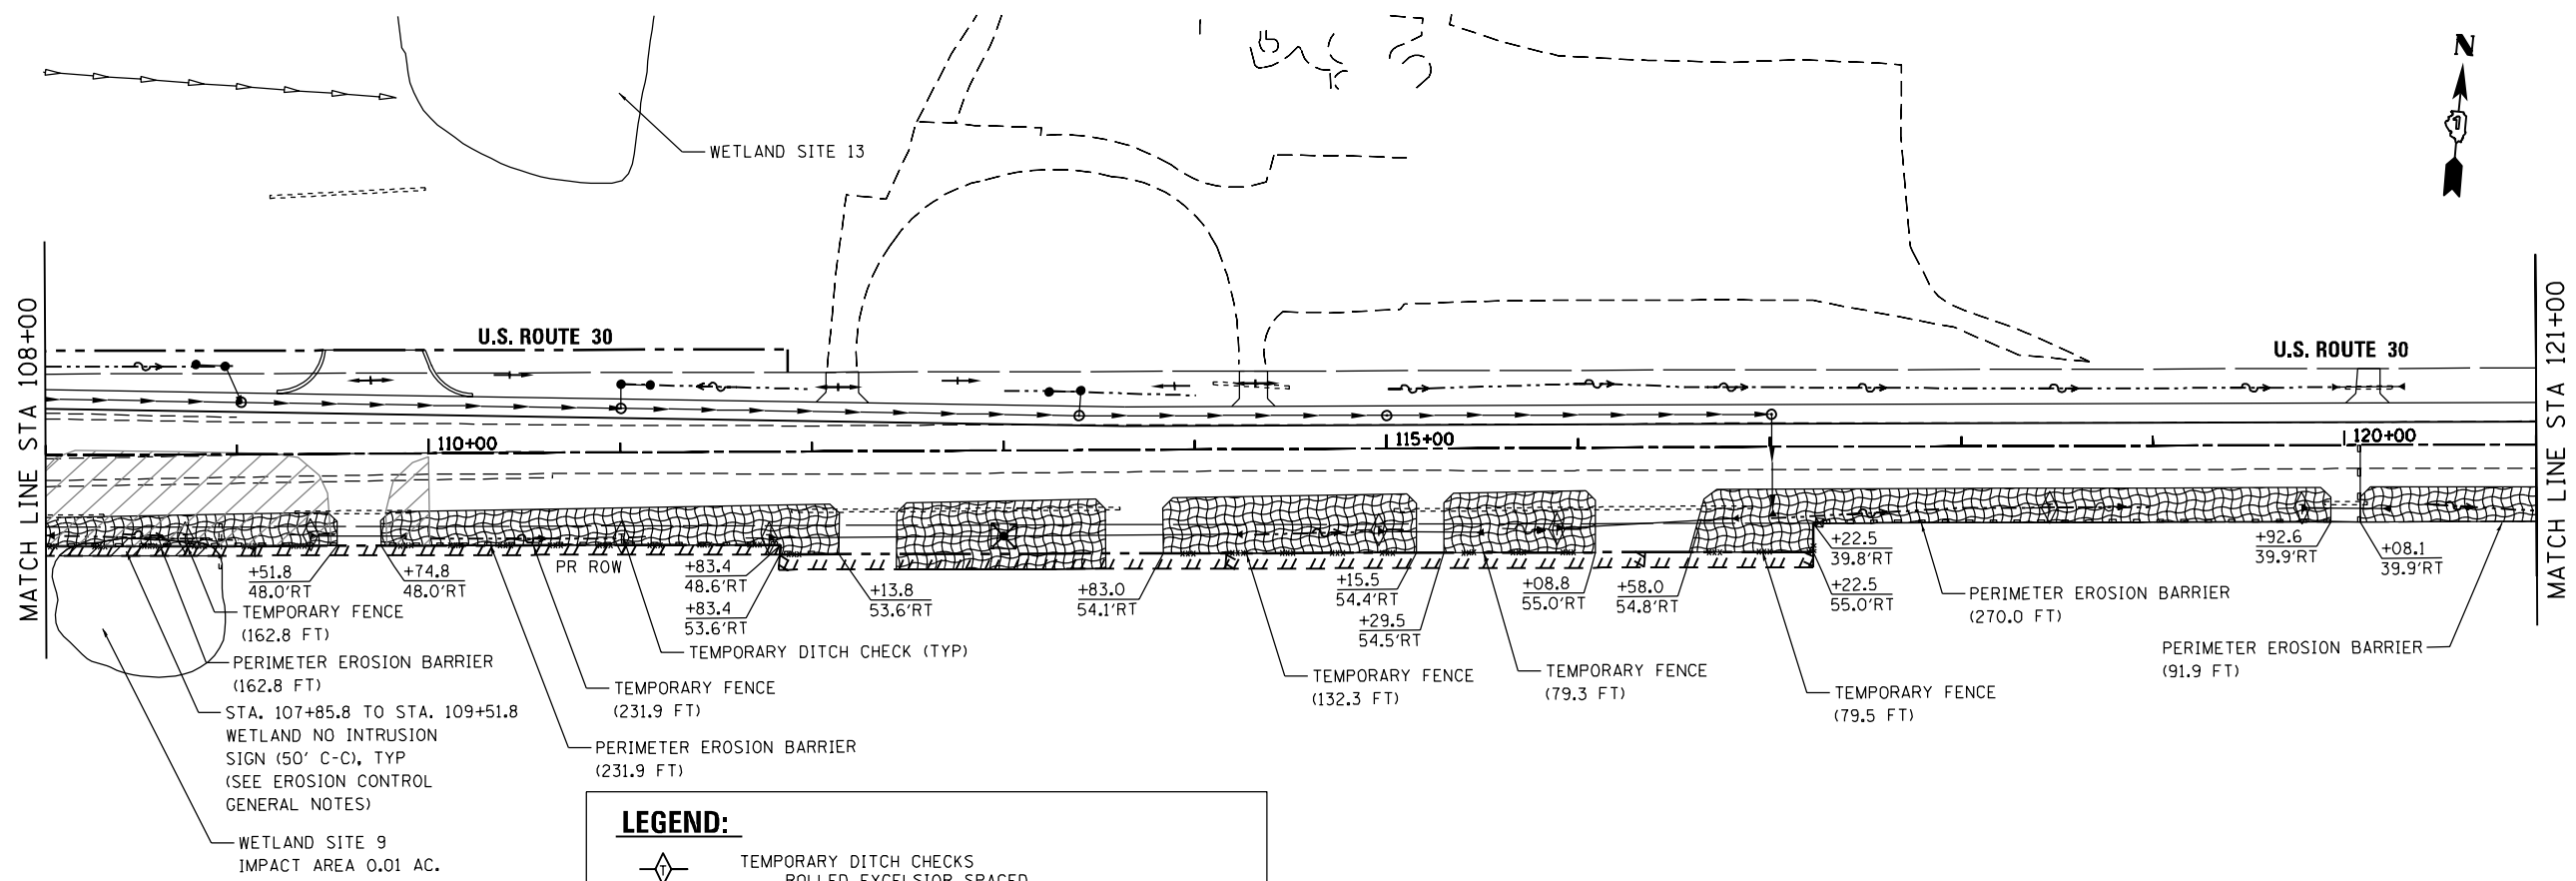 N
1
WETLAND SITE 13
MATCH LINE STA 108+00
MATCH LINE STA 121+00
U.S. ROUTE 30
U.S. ROUTE 30
110+00
115+00
120+00
PR ROW
+51.8
48.0'RT
+74.8
48.0'RT
+83.4
48.6'RT
+83.4
53.6'RT
+13.8
53.6'RT
+83.0
54.1'RT
+15.5
54.4'RT
+29.5
54.5'RT
+08.8
55.0'RT
+58.0
54.8'RT
+22.5
39.8'RT
+22.5
55.0'RT
+92.6
39.9'RT
+08.1
39.9'RT
TEMPORARY FENCE
(162.8 FT)
PERIMETER EROSION BARRIER
(162.8 FT)
STA. 107+85.8 TO STA. 109+51.8
WETLAND NO INTRUSION
SIGN (50' C-C), TYP
(SEE EROSION CONTROL
GENERAL NOTES)
WETLAND SITE 9
IMPACT AREA 0.01 AC.
TEMPORARY DITCH CHECK (TYP)
TEMPORARY FENCE
(231.9 FT)
PERIMETER EROSION BARRIER
(231.9 FT)
TEMPORARY FENCE
(132.3 FT)
TEMPORARY FENCE
(79.3 FT)
TEMPORARY FENCE
(79.5 FT)
PERIMETER EROSION BARRIER
(270.0 FT)
PERIMETER EROSION BARRIER
(91.9 FT)
LEGEND:
T
TEMPORARY DITCH CHECKS
ROLLED EXCELSIOR SPACED